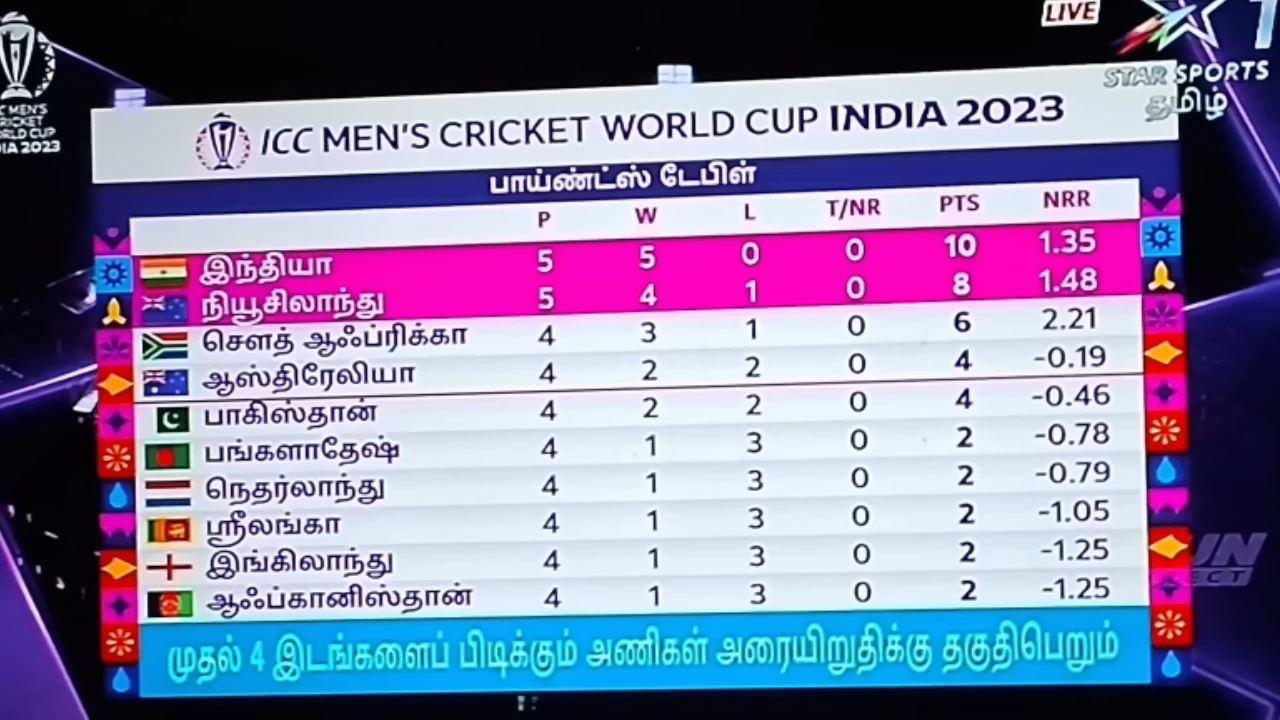 LIVE
1
STAR SPORTS
தமிழ்
CRICKET
WORLD CUP
INDIA 2023
ICC MEN'S CRICKET WORLD CUP INDIA 2023
பாய்ண்ட்ஸ் டேபிள்
P W L T/NR PTS NRR
இந்தியா 5 5 0 0 10 1.35
நியூசிலாந்து 5 4 1 0 8 1.48
சௌத் ஆஃப்ரிக்கா 4 3 1 0 6 2.21
ஆஸ்திரேலியா 4 2 2 0 4 -0.19
பாகிஸ்தான் 4 2 2 0 4 -0.46
பங்களாதேஷ் 4 1 3 0 2 -0.78
நெதர்லாந்து 4 1 3 0 2 -0.79
ஸ்ரீலங்கா 4 1 3 0 2 -1.05
இங்கிலாந்து 4 1 3 0 2 -1.25
ஆஃப்கானிஸ்தான் 4 1 3 0 2 -1.25
முதல் 4 இடங்களைப் பிடிக்கும் அணிகள் அரையிறுதிக்கு தகுதிபெறும்